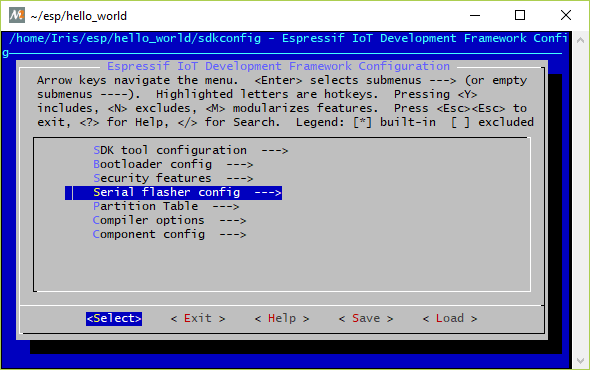 ~/esp/hello_world
/home/Iris/esp/hello_world/sdkconfig - Espressif IoT Development Framework Confi
g
Espressif IoT Development Framework Configuration
Arrow keys navigate the menu.  <Enter> selects submenus ---> (or empty
submenus ----).  Highlighted letters are hotkeys.  Pressing <Y>
includes, <N> excludes, <M> modularizes features.  Press <Esc><Esc> to
exit, <?> for Help, </> for Search.  Legend: [*] built-in  [ ] excluded
SDK tool configuration  --->
Bootloader config  --->
Security features  --->
Serial flasher config  --->
Partition Table  --->
Compiler options  --->
Component config  --->
<Select>    < Exit >    < Help >    < Save >    < Load >